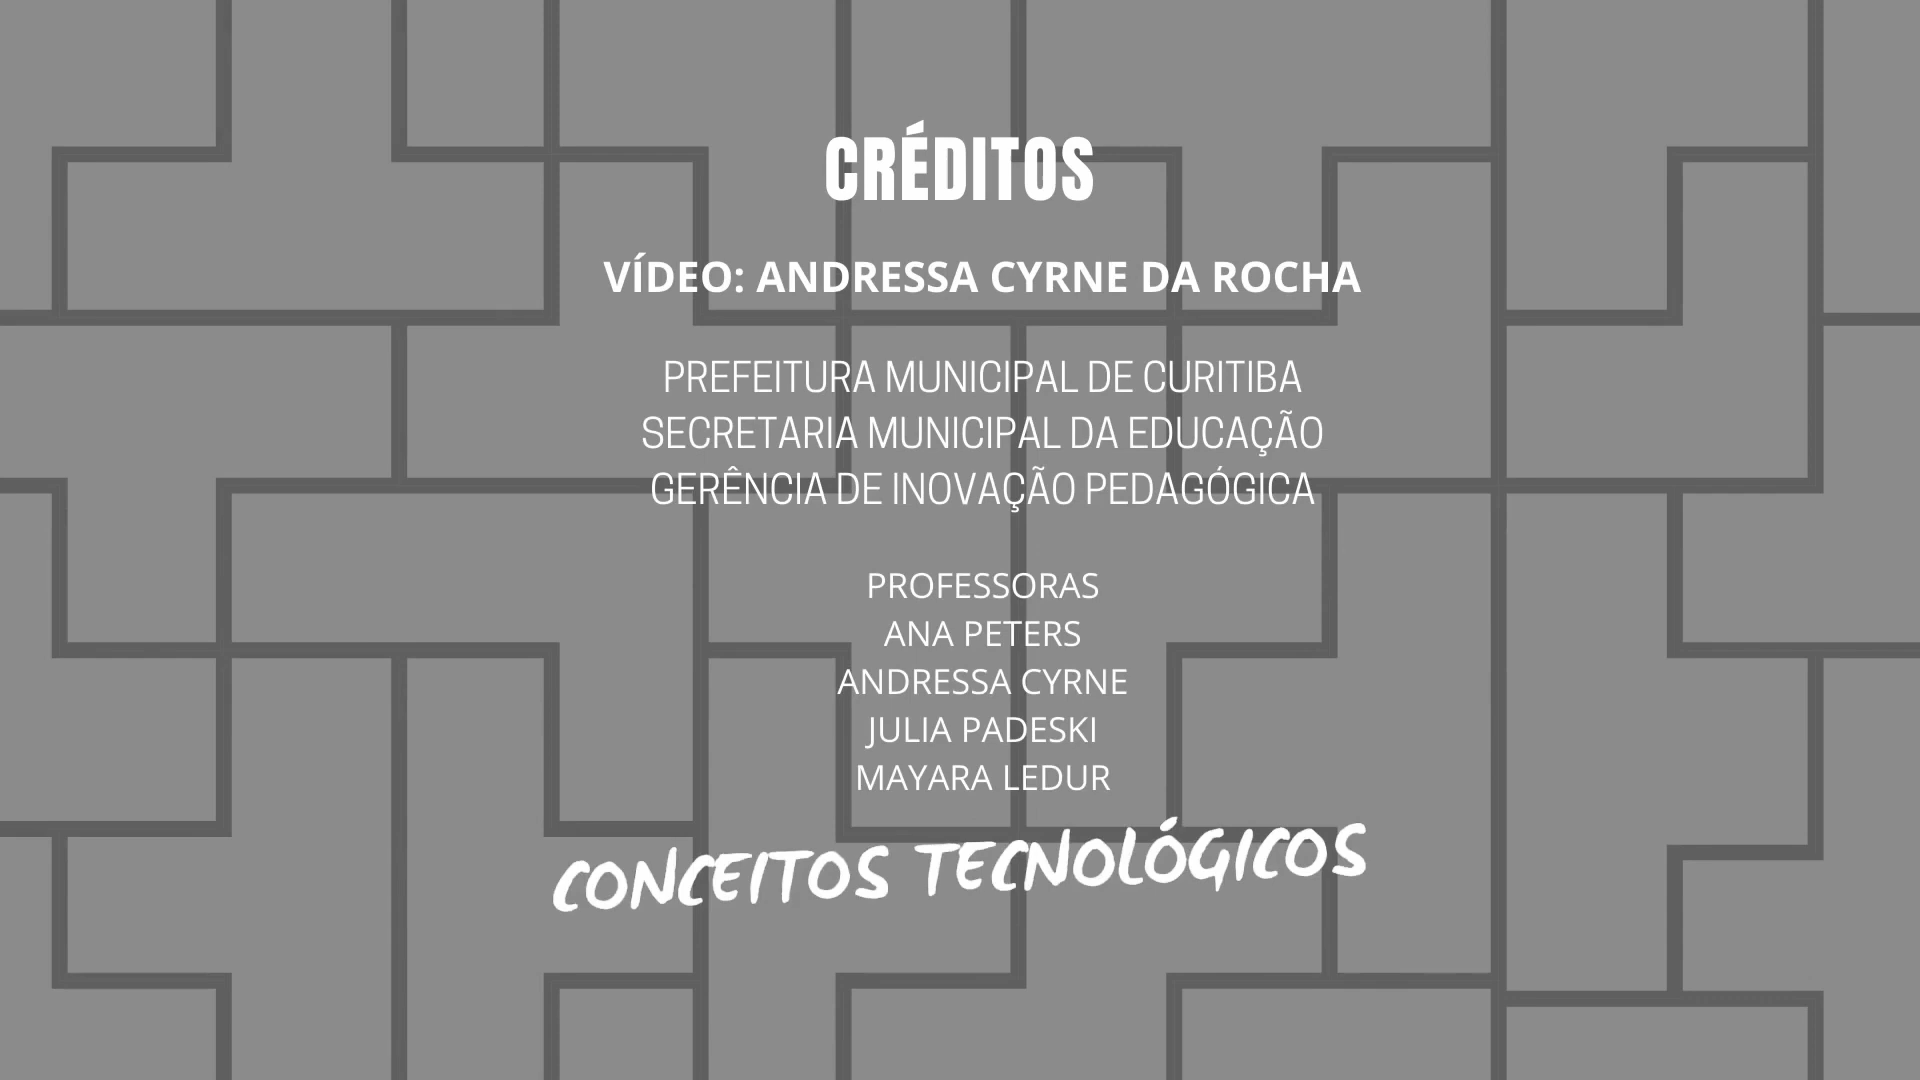 CRÉDITOS
VÍDEO: ANDRESSA CYRNE DA ROCHA
PREFEITURA MUNICIPAL DE CURITIBA
SECRETARIA MUNICIPAL DA EDUCAÇÃO
GERÊNCIA DE INOVAÇÃO PEDAGÓGICA
PROFESSORAS
ANA PETERS
ANDRESSA CYRNE
JULIA PADESKI
MAYARA LEDUR
CONCEITOS TECNOLÓGICOS